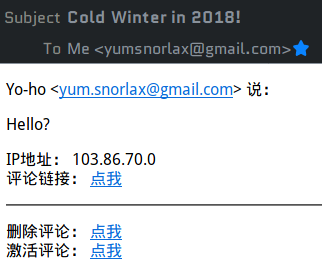 Subject Cold Winter in 2018!
To Me <yumsnorlax@gmail.com>
Yo-ho <yum.snorlax@gmail.com> 说：
Hello?
IP地址： 103.86.70.0
评论链接： 点我
删除评论： 点我
激活评论： 点我